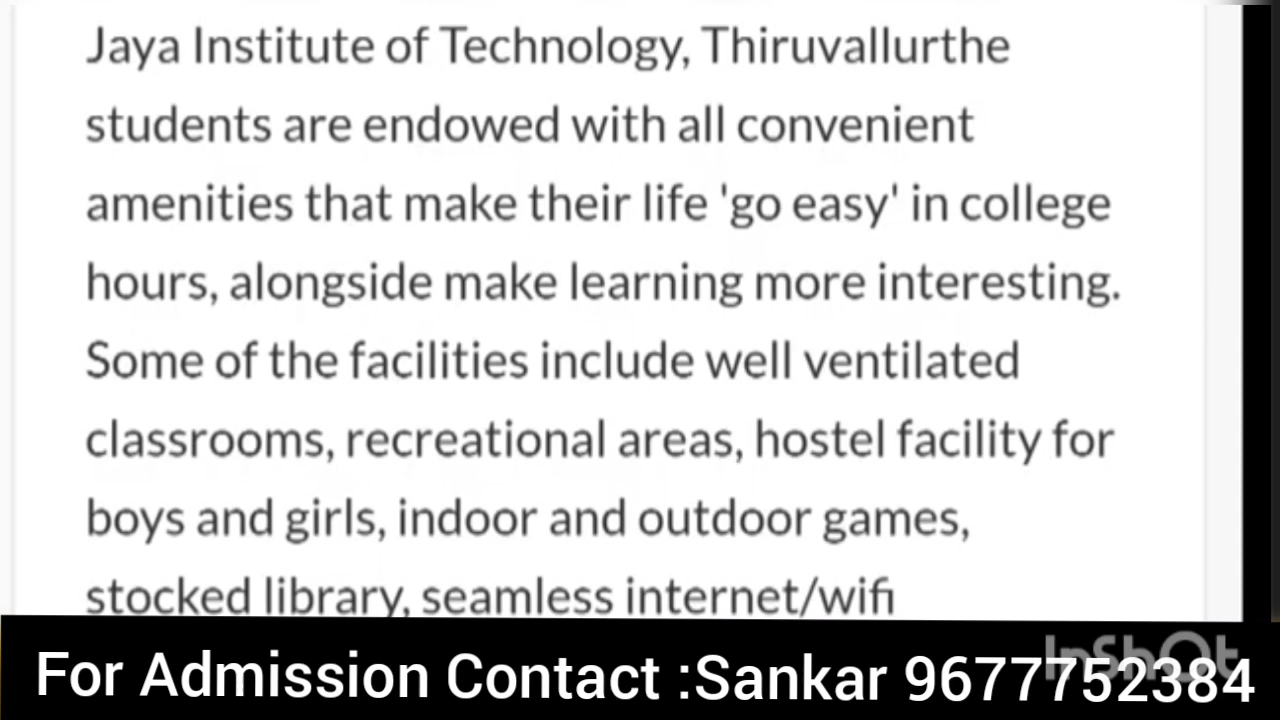 Jaya Institute of Technology, Thiruvallurthe
students are endowed with all convenient
amenities that make their life 'go easy' in college
hours, alongside make learning more interesting.
Some of the facilities include well ventilated
classrooms, recreational areas, hostel facility for
boys and girls, indoor and outdoor games,
stocked library, seamless internet/wifi
InShOt
For Admission Contact :Sankar 9677752384